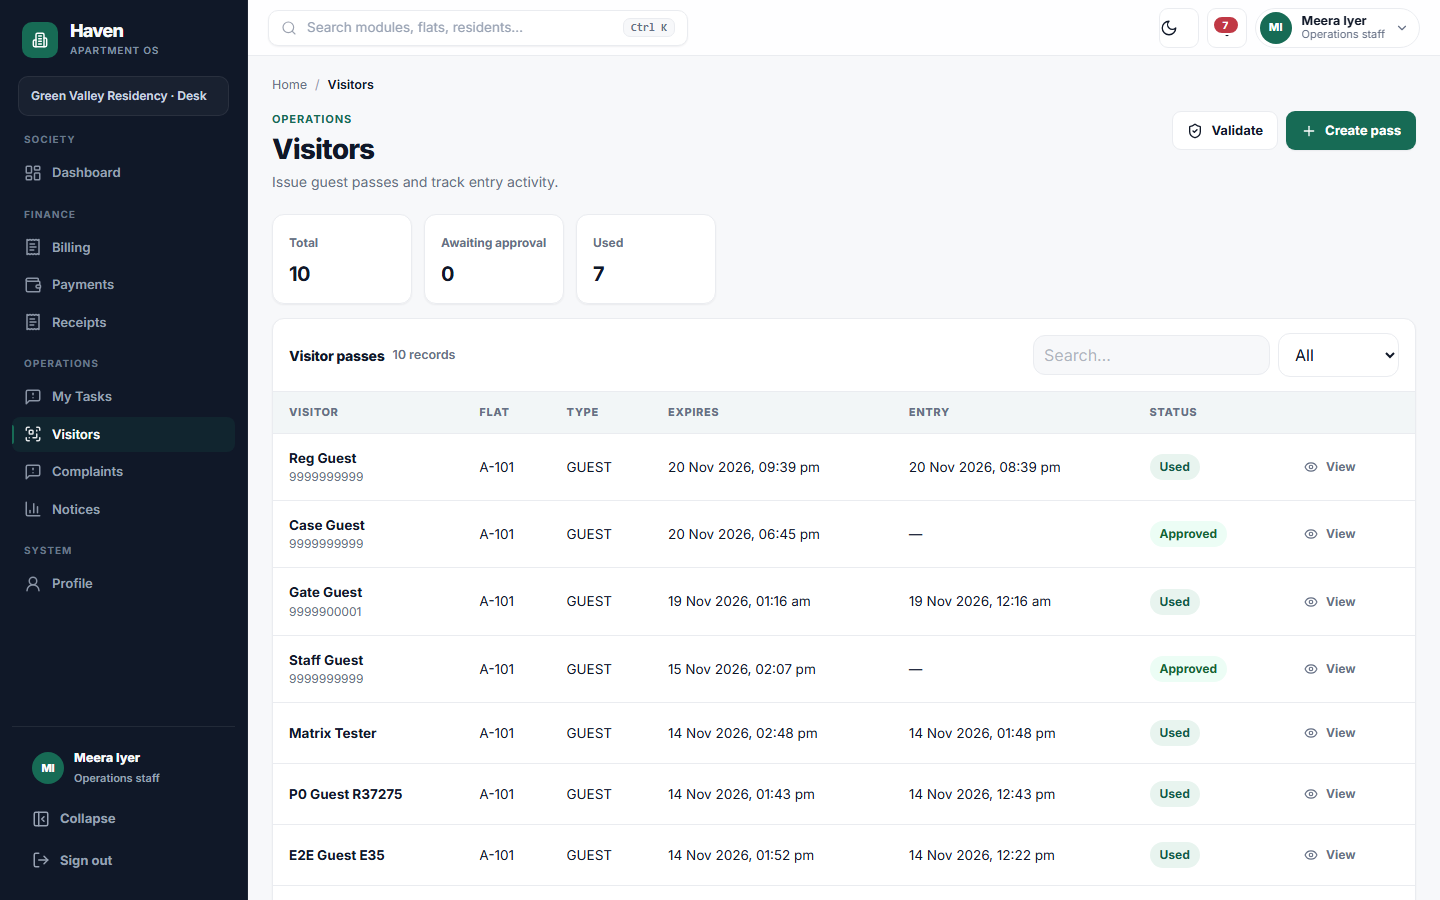 Haven
APARTMENT OS
Green Valley Residency · Desk
SOCIETY
Dashboard
FINANCE
Billing
Payments
Receipts
OPERATIONS
My Tasks
Visitors
Complaints
Notices
SYSTEM
Profile
MI
Meera Iyer
Operations staff
Collapse
Sign out
Search modules, flats, residents...
Ctrl K
7
MI
Meera Iyer
Operations staff
Home / Visitors
OPERATIONS
Visitors
Issue guest passes and track entry activity.
Validate
Create pass
Total
10
Awaiting approval
0
Used
7
Visitor passes 10 records
Search...
All
VISITOR FLAT TYPE EXPIRES ENTRY STATUS
Reg Guest
9999999999
A-101 GUEST 20 Nov 2026, 09:39 pm 20 Nov 2026, 08:39 pm Used View
Case Guest
9999999999
A-101 GUEST 20 Nov 2026, 06:45 pm — Approved View
Gate Guest
9999900001
A-101 GUEST 19 Nov 2026, 01:16 am 19 Nov 2026, 12:16 am Used View
Staff Guest
9999999999
A-101 GUEST 15 Nov 2026, 02:07 pm — Approved View
Matrix Tester A-101 GUEST 14 Nov 2026, 02:48 pm 14 Nov 2026, 01:48 pm Used View
P0 Guest R37275 A-101 GUEST 14 Nov 2026, 01:43 pm 14 Nov 2026, 12:43 pm Used View
E2E Guest E35 A-101 GUEST 14 Nov 2026, 01:52 pm 14 Nov 2026, 12:22 pm Used View